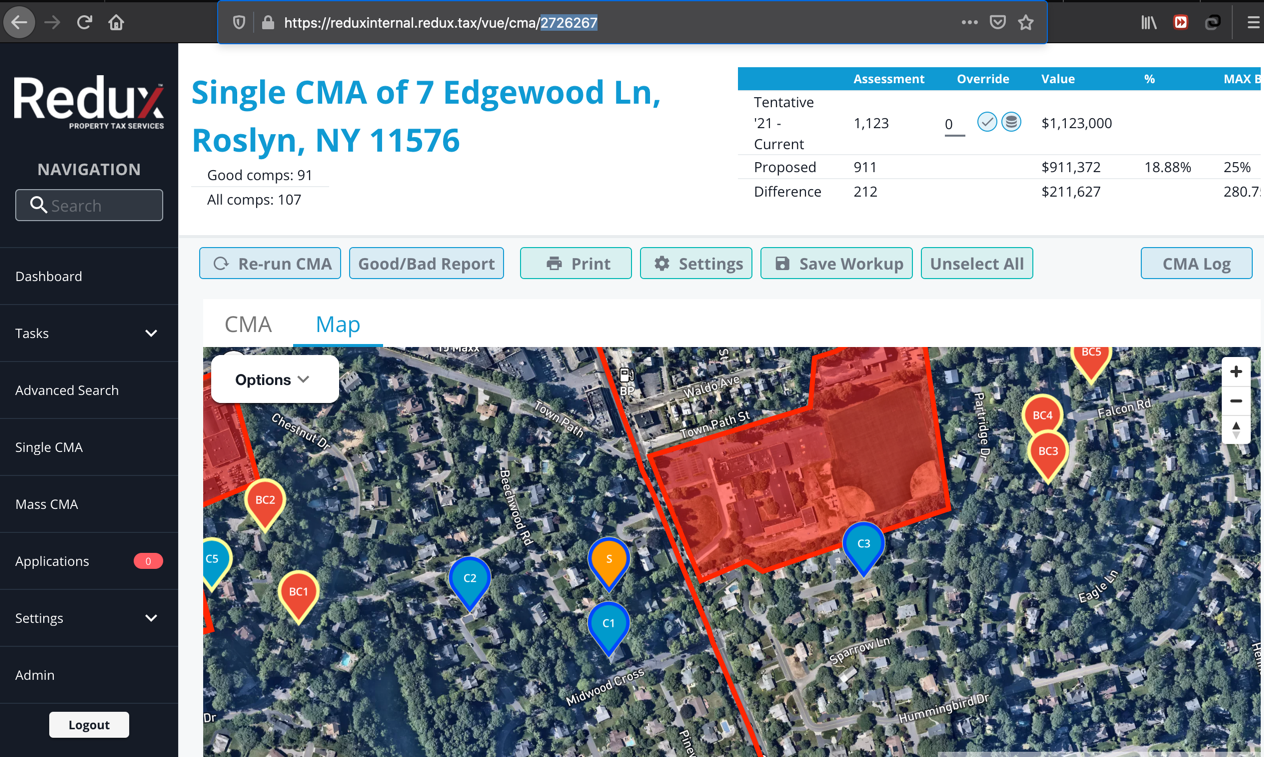 https://reduxinternal.redux.tax/vue/cma/2726267
Redux
PROPERTY TAX SERVICES
NAVIGATION
Search
Dashboard
Tasks
Advanced Search
Single CMA
Mass CMA
Applications 0
Settings
Admin
Logout
Single CMA of 7 Edgewood Ln,
Roslyn, NY 11576
Good comps: 91
All comps: 107
Assessment Override Value % MAX B
Tentative
'21 -
Current
1,123 0 $1,123,000
Proposed 911 $911,372 18.88% 25%
Difference 212 $211,627 280.7
Re-run CMA Good/Bad Report Print Settings Save Workup Unselect All CMA Log
CMA Map
Options
TJ Maxx
BP
Waldo Ave
Town Path
Town Path St
Chestnut Dr
Beechwood Rd
Partridge Dr
Falcon Rd
BC5
BC4
BC3
BC2
C5
BC1
C2
S
C1
C3
Eagle Ln
Sparrow Ln
Midwood Cross
Hummingbird Dr
Dr